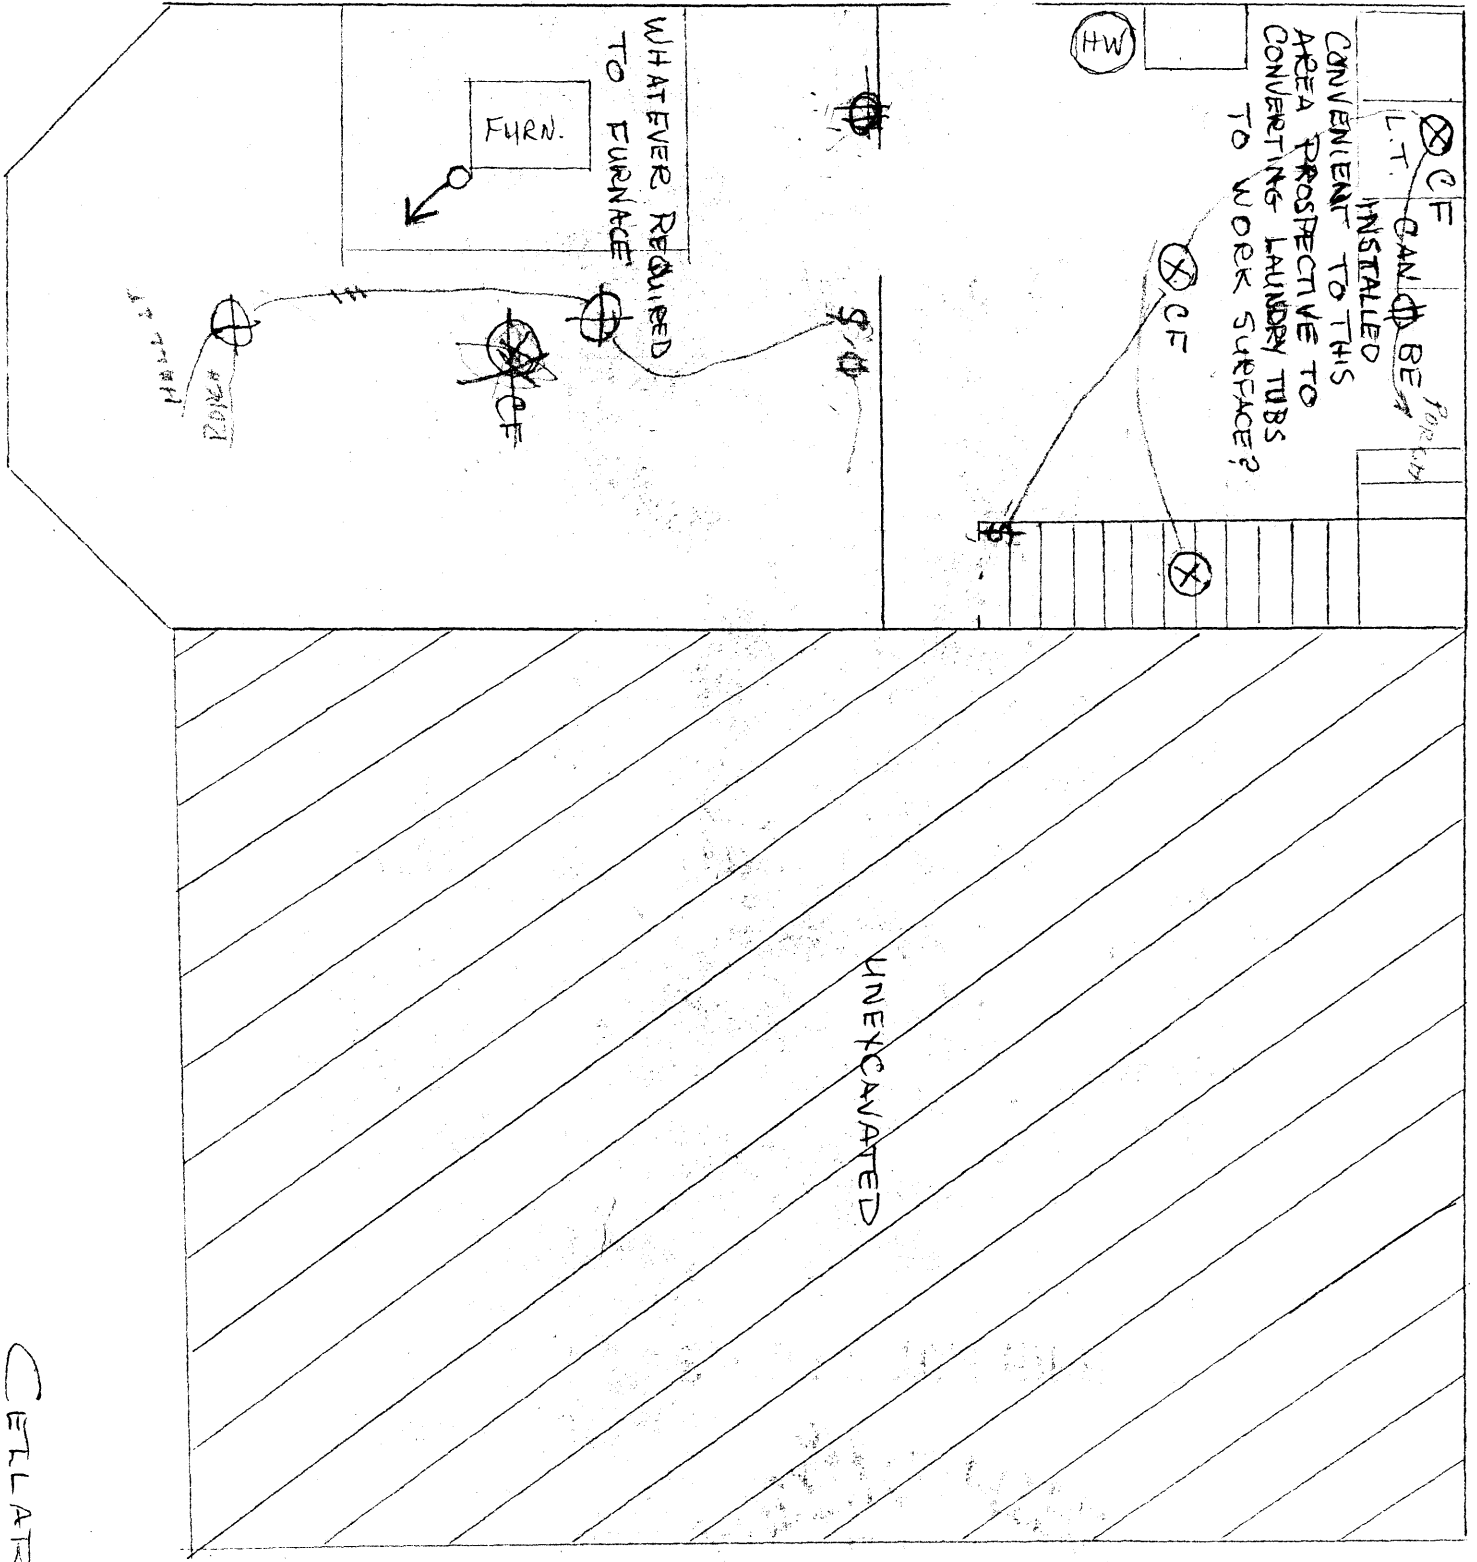 CF
L.T.
CAN BE
INSTALLED
CONVENIENT TO THIS
AREA PROSPECTIVE TO
CONVERTING LAUNDRY TUBS
TO WORK SURFACE?
HW
CF
S
WHATEVER REQUIRED
TO FURNACE
FURN.
S
CF
UNEXCAVATED
CELLAR